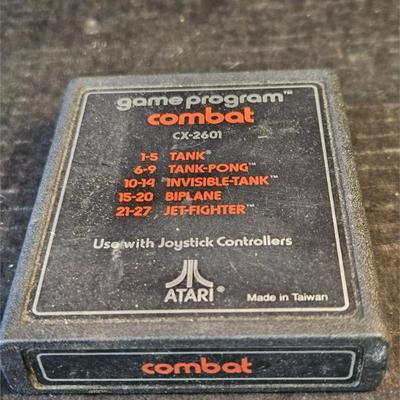 game program™
combat
CX-2601
1-5 TANK®
6-9 TANK-PONG™
10-14 INVISIBLE-TANK™
15-20 BIPLANE
21-27 JET-FIGHTER™
Use with Joystick Controllers
ATARI®
Made in Taiwan
combat